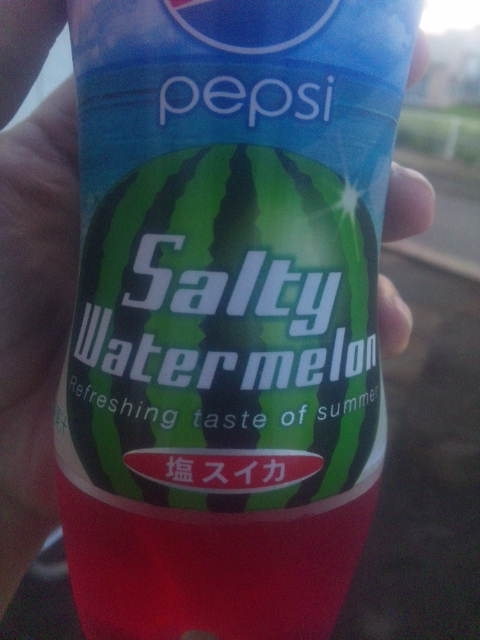 pepsi
Salty
Watermelon
Refreshing taste of summer
塩スイカ